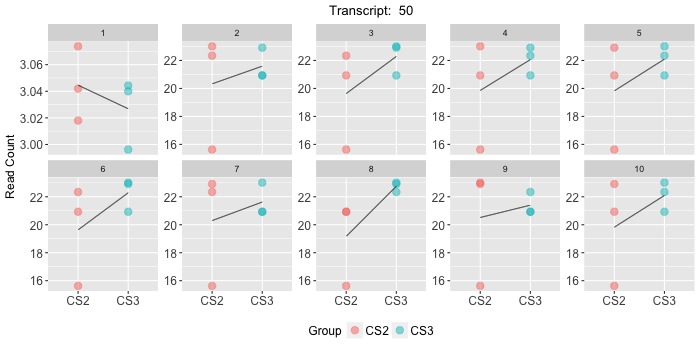 Transcript: 50
1 2 3 4 5
3.06 22 22 22 22
3.04 20 20 20 20
3.02 18 18 18 18
3.00 16 16 16 16
Read Count
6 7 8 9 10
22 22 22 22 22
20 20 20 20 20
18 18 18 18 18
16 16 16 16 16
CS2 CS3 CS2 CS3 CS2 CS3 CS2 CS3 CS2 CS3
Group CS2 CS3